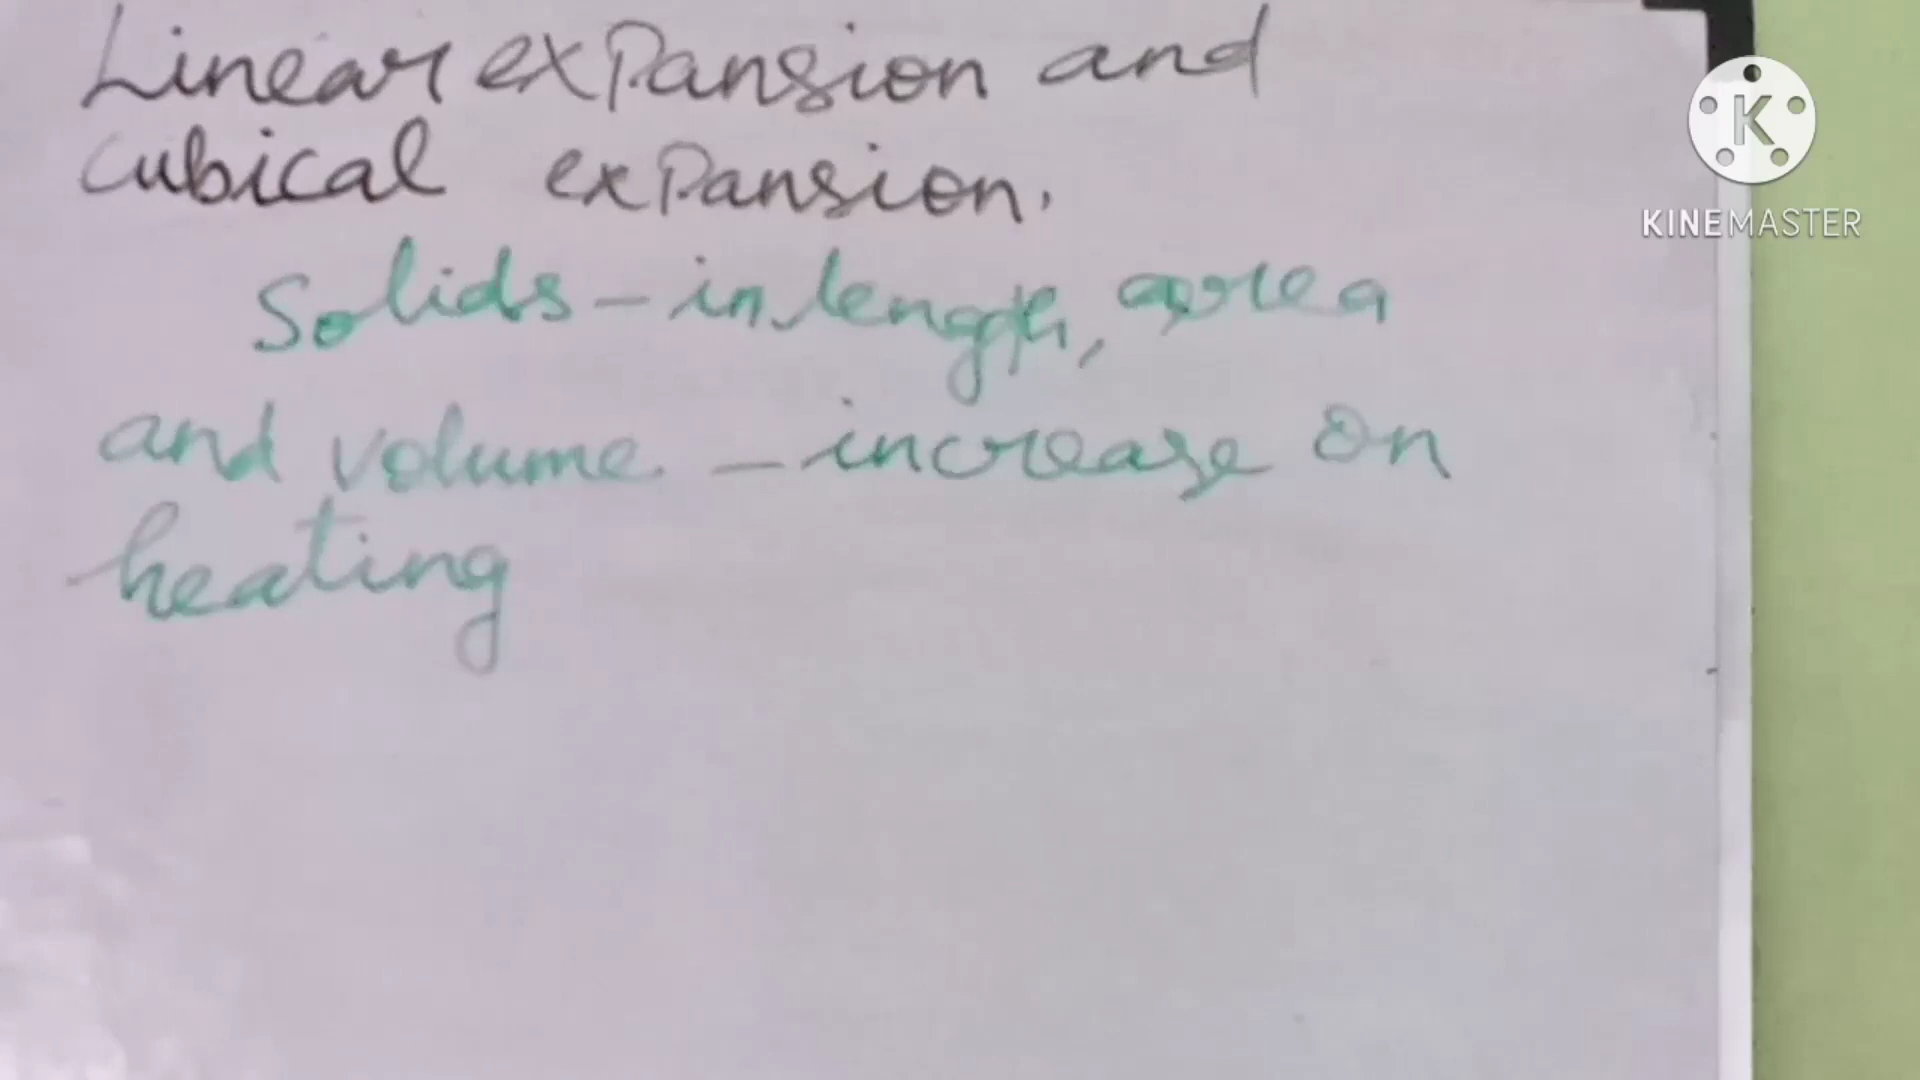 Linear expansion and
cubical expansion.
Solids - in length, area
and volume - increase on
heating
K
KINEMASTER